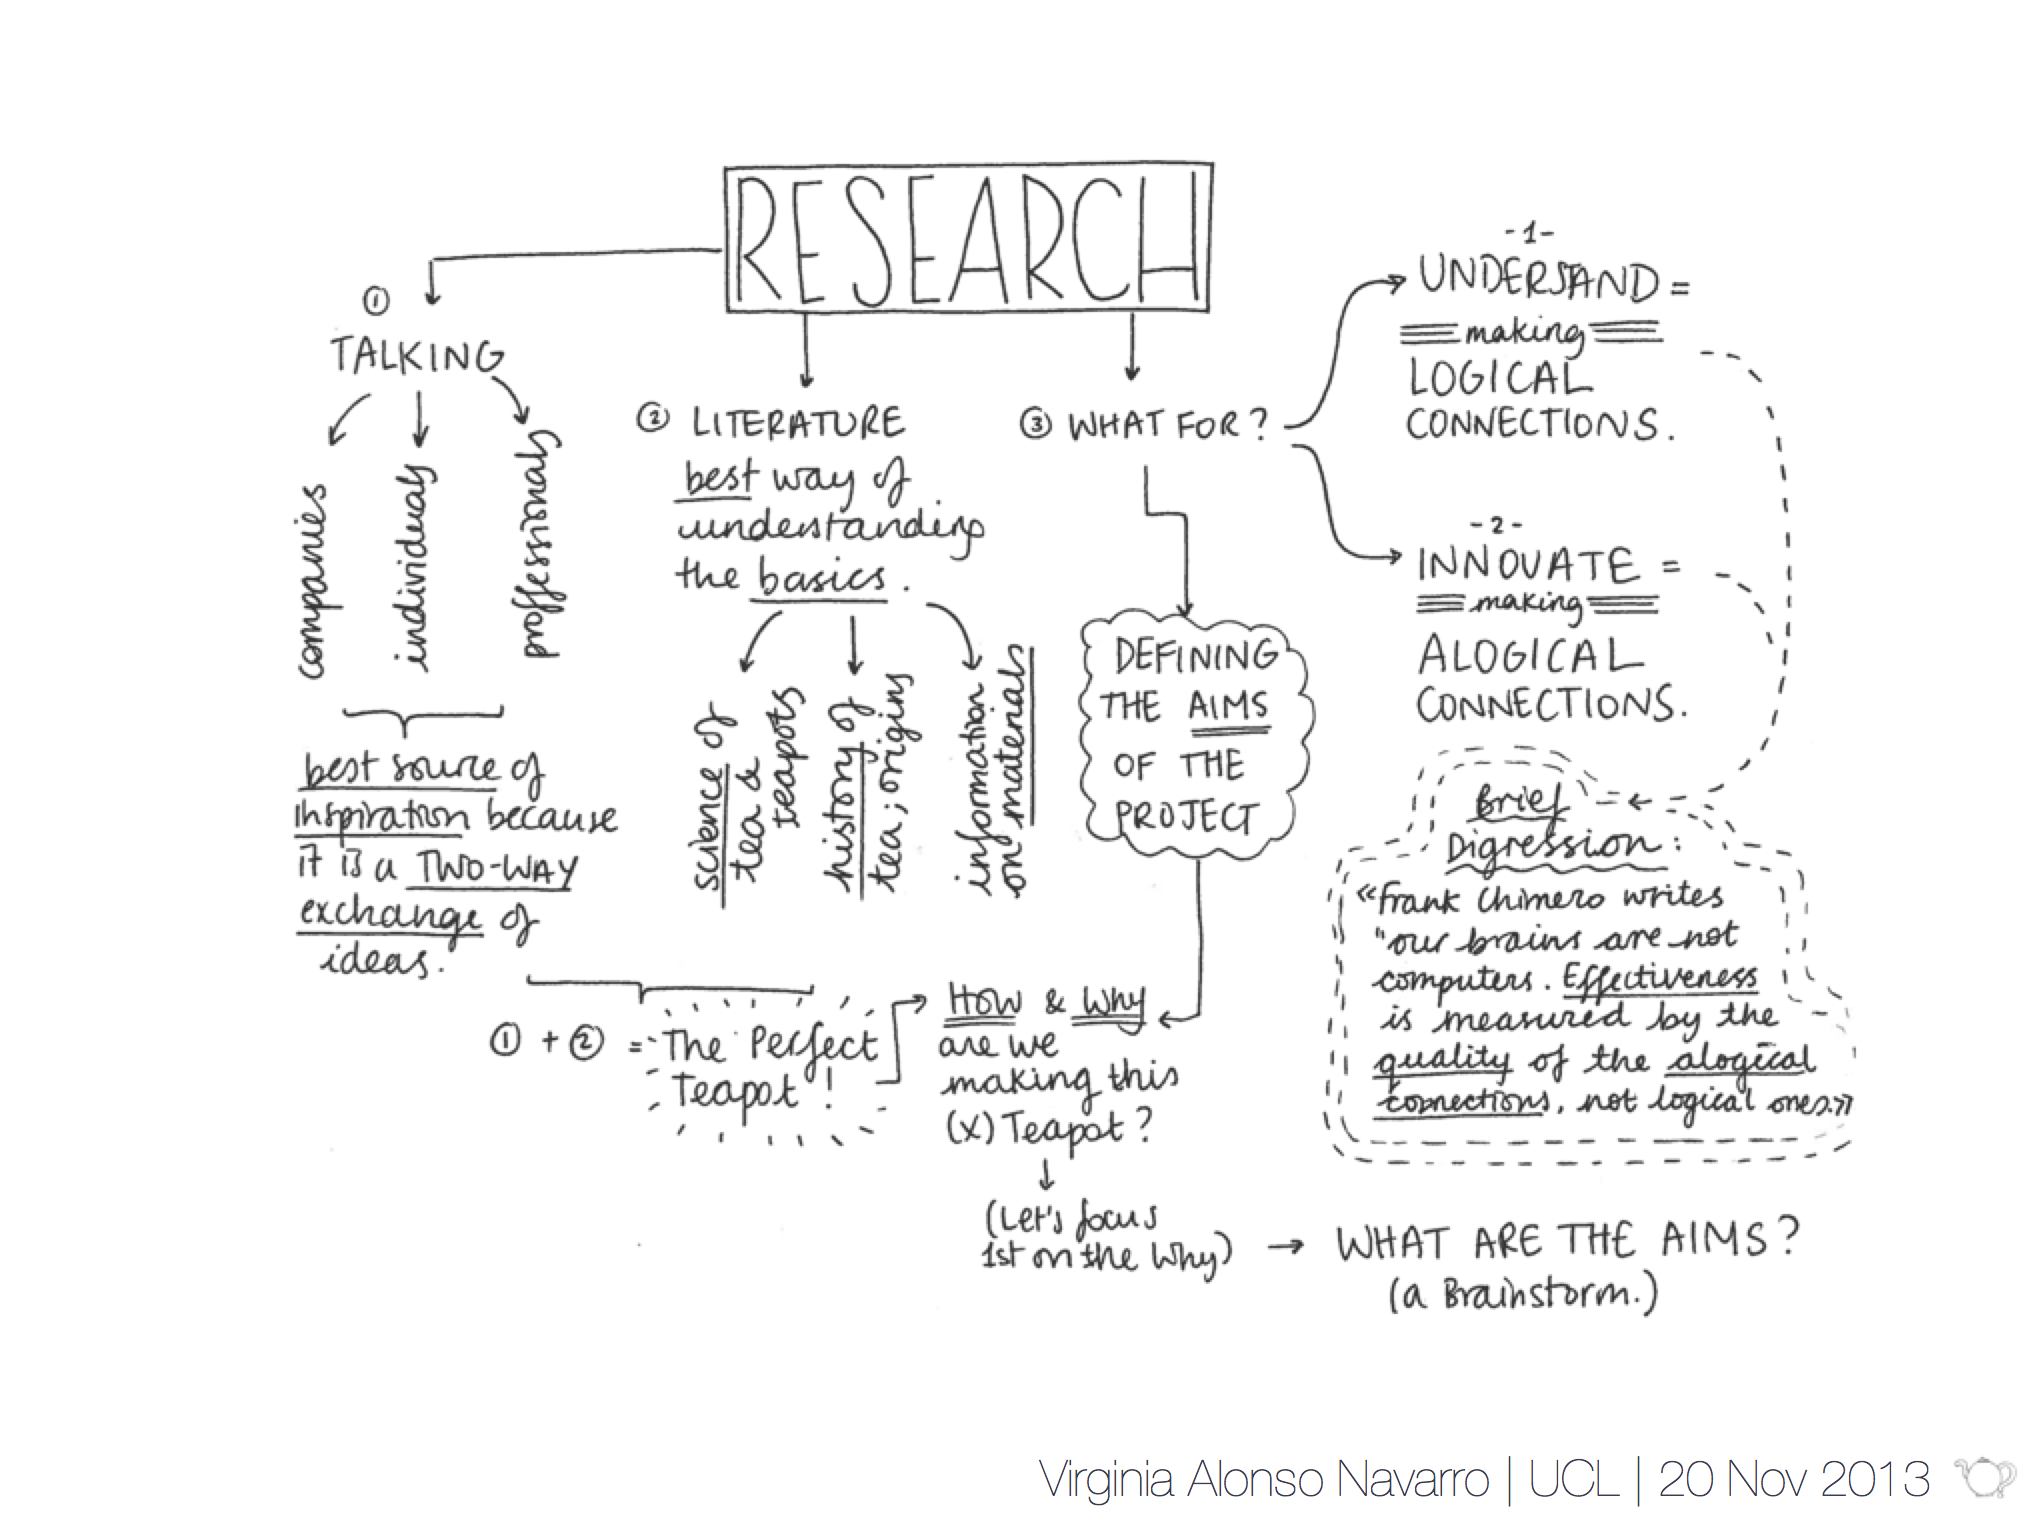 RESEARCH
①
TALKING
companies
individuals
proffessionals
best source of
inspiration because
it is a TWO-WAY
exchange of
ideas.
② LITERATURE
best way of
understanding
the basics.
science of
tea &
teapots
history of
tea; origins
information
on materials
① + ② = The Perfect
Teapot!
③ WHAT FOR?
-1-
UNDERSTAND =
making
LOGICAL
CONNECTIONS.
-2-
INNOVATE =
making
ALOGICAL
CONNECTIONS.
Brief
Digression:
«Frank Chimero writes
"our brains are not
computers. Effectiveness
is measured by the
quality of the alogical
connections, not logical ones.»
DEFINING
THE AIMS
OF THE
PROJECT
How & Why
are we
making this
(x) Teapot?
(Let's focus
1st on the Why)
WHAT ARE THE AIMS?
(a Brainstorm.)
Virginia Alonso Navarro | UCL | 20 Nov 2013